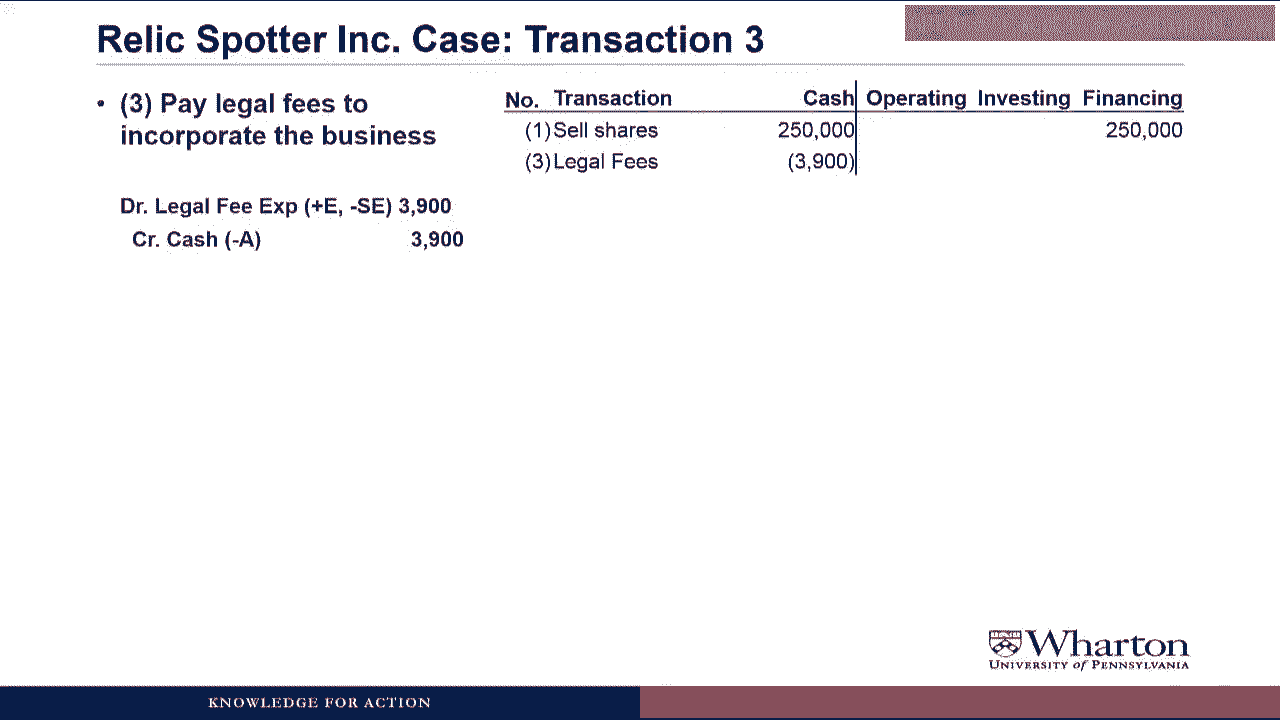 Relic Spotter Inc. Case: Transaction 3
• (3) Pay legal fees to
incorporate the business
Dr. Legal Fee Exp (+E, -SE) 3,900
Cr. Cash (-A) 3,900
No. Transaction Cash Operating Investing Financing
(1) Sell shares 250,000 250,000
(3) Legal Fees (3,900)
Wharton
UNIVERSITY of PENNSYLVANIA
KNOWLEDGE FOR ACTION